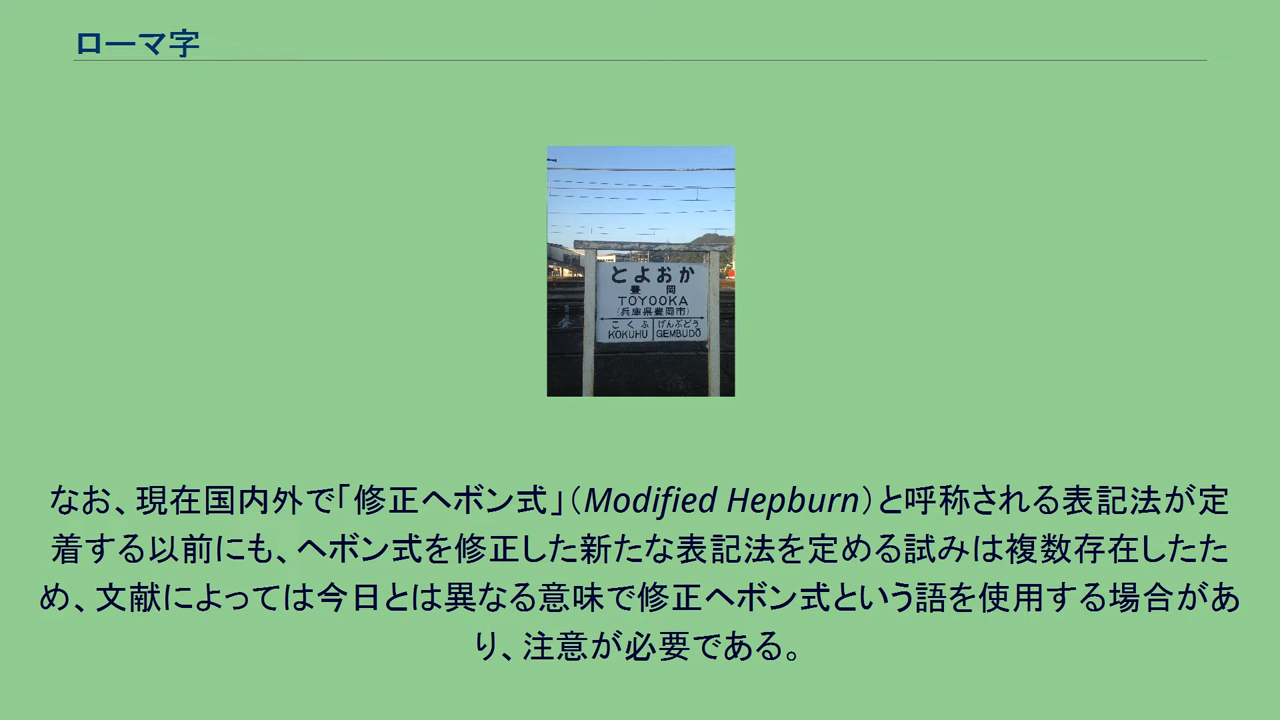 ローマ字
とよおか
豊 岡
TOYOOKA
(兵庫県豊岡市)
こくふ げんぶどう
KOKUHU GEMBUDŌ
なお、現在国内外で「修正ヘボン式」(Modified Hepburn)と呼称される表記法が定
着する以前にも、ヘボン式を修正した新たな表記法を定める試みは複数存在したた
め、文献によっては今日とは異なる意味で修正ヘボン式という語を使用する場合があ
り、注意が必要である。